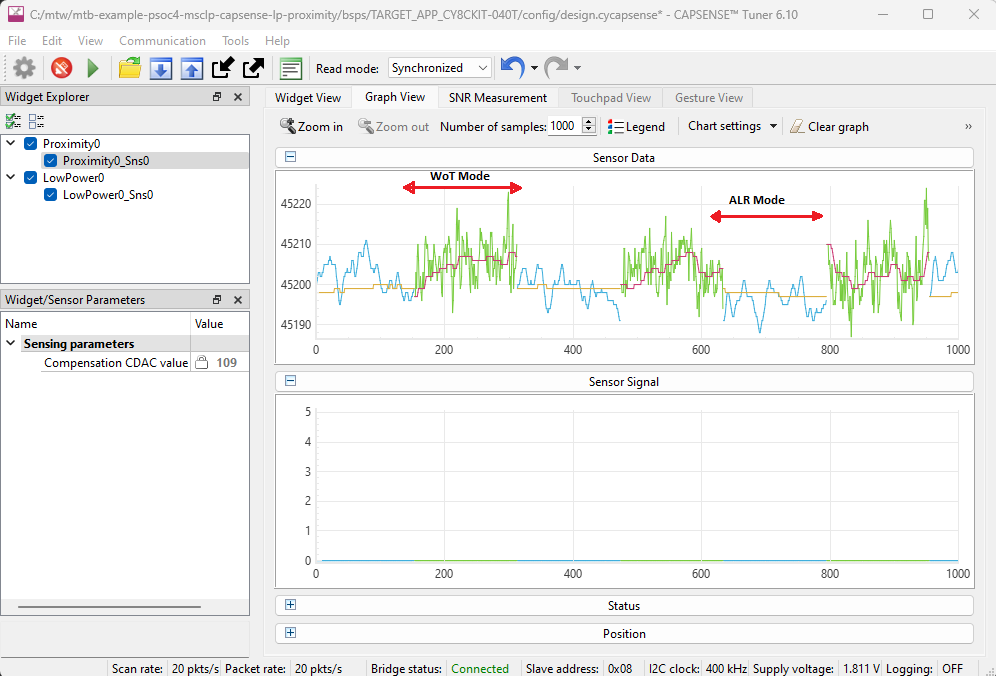 C:/mtw/mtb-example-psoc4-msclp-capsense-lp-proximity/bsps/TARGET_APP_CY8CKIT-040T/config/design.cycapsense* - CAPSENSE™ Tuner 6.10
File Edit View Communication Tools Help
Read mode: Synchronized
Widget Explorer
Proximity0
Proximity0_Sns0
LowPower0
LowPower0_Sns0
Widget/Sensor Parameters
Name Value
Sensing parameters
Compensation CDAC value 109
Widget View Graph View SNR Measurement Touchpad View Gesture View
Zoom in Zoom out Number of samples: 1000 Legend Chart settings Clear graph »
Sensor Data
WoT Mode
ALR Mode
45220
45210
45200
45190
0 200 400 600 800 1000
Sensor Signal
5
4
3
2
1
0
0 200 400 600 800 1000
Status
Position
Scan rate: 20 pkts/s Packet rate: 20 pkts/s Bridge status: Connected Slave address: 0x08 I2C clock: 400 kHz Supply voltage: 1.811 V Logging: OFF